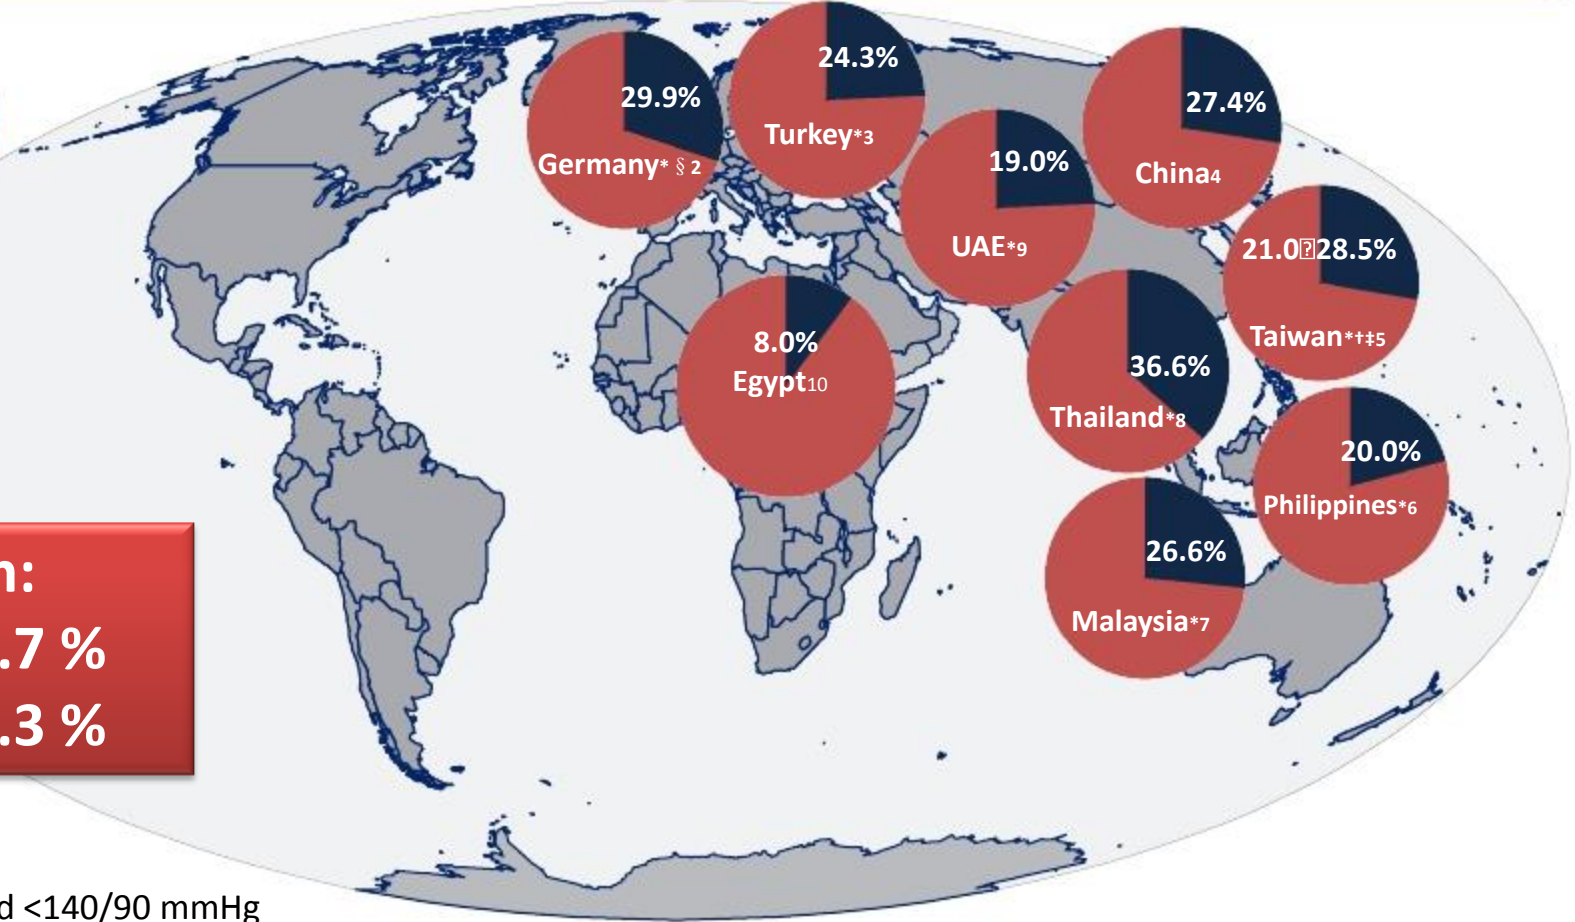 24.3%
Turkey*3
29.9%
Germany* § 2
27.4%
China4
19.0%
UAE*9
21.0⍰28.5%
Taiwan*†‡5
8.0%
Egypt10
36.6%
Thailand*8
20.0%
Philippines*6
26.6%
Malaysia*7
n:
.7 %
.3 %
d <140/90 mmHg